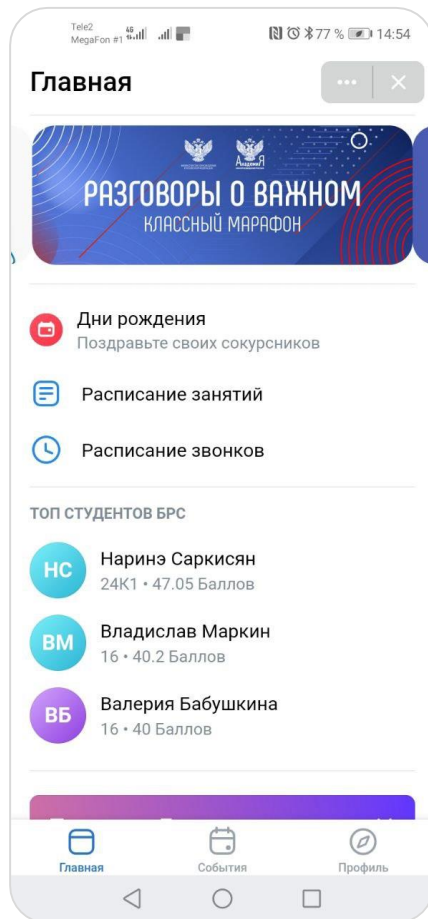 Tele2
MegaFon #1 46 77 % 14:54
Главная
АкадемиЯ
РАЗГОВОРЫ О ВАЖНОМ
КЛАССНЫЙ МАРАФОН
Дни рождения
Поздравьте своих сокурсников
Расписание занятий
Расписание звонков
ТОП СТУДЕНТОВ БРС
НС
Наринэ Саркисян
24К1 • 47.05 Баллов
ВМ
Владислав Маркин
16 • 40.2 Баллов
ВБ
Валерия Бабушкина
16 • 40 Баллов
Главная События Профиль